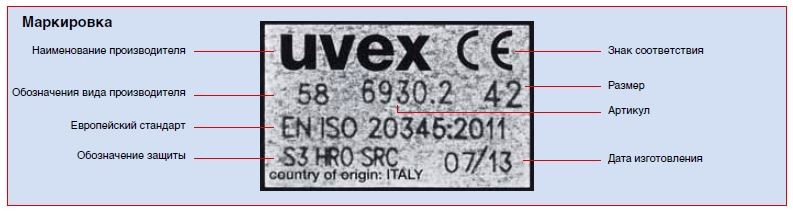 Маркировка
Наименование производителя
uvex CE
Знак соответствия
Обозначения вида производителя
58 6930.2 42
Размер
Артикул
Европейский стандарт
EN ISO 20345:2011
Обозначение защиты
S3 HRO SRC 07/13
Дата изготовления
country of origin: ITALY